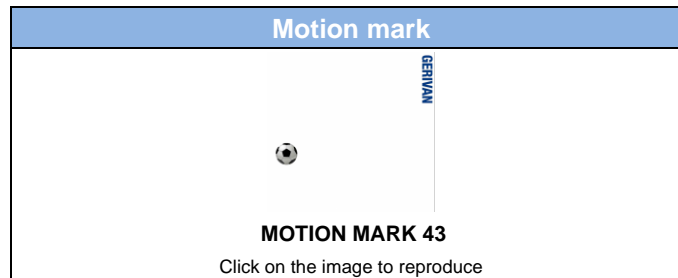 Motion mark
GERIVAN
MOTION MARK 43
Click on the image to reproduce